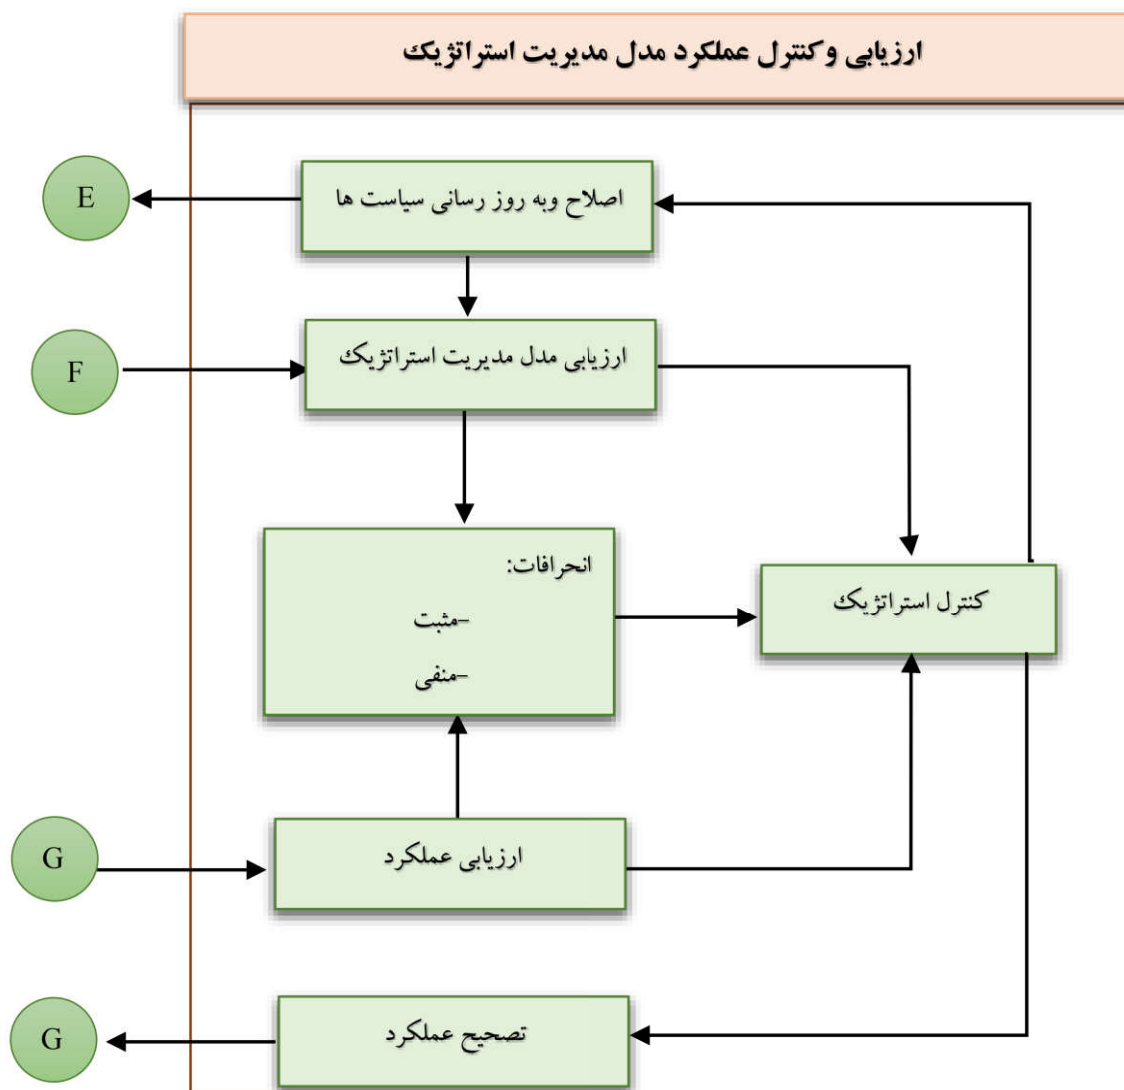 ارزیابی و کنترل عملکرد مدل مدیریت استراتژیک
اصلاح وبه روز رسانی سیاست ها
E
ارزیابی مدل مدیریت استراتژیک
F
انحرافات:
-مثبت
-منفی
کنترل استراتژیک
ارزیابی عملکرد
G
تصحیح عملکرد
G